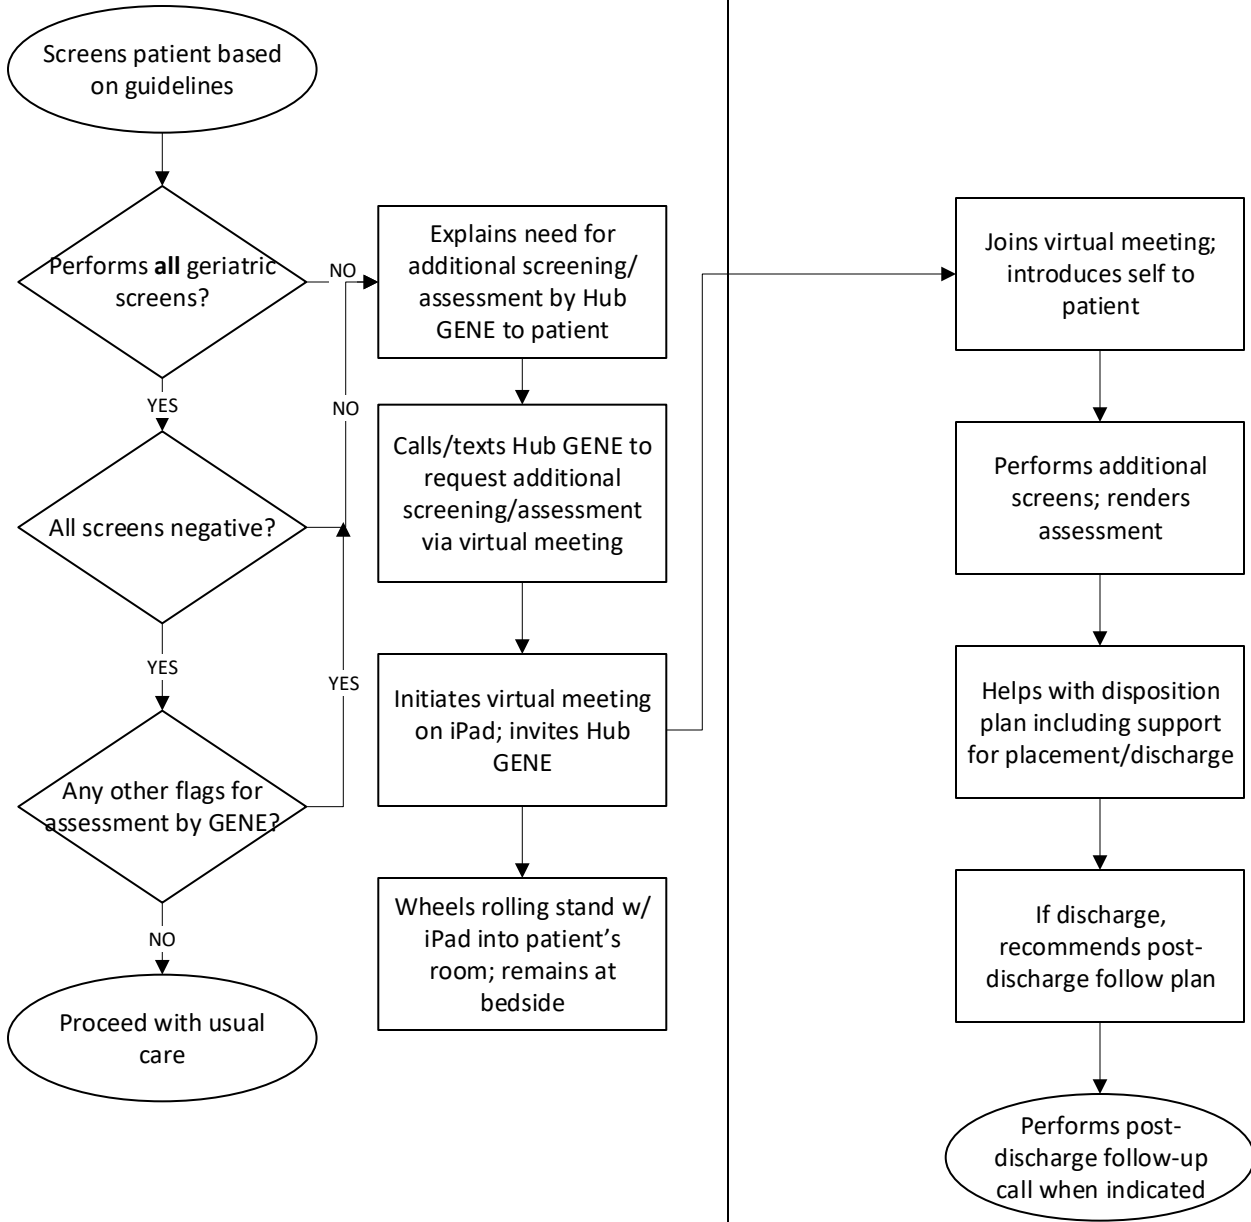 Screens patient based
on guidelines
Performs all geriatric
screens?
NO
YES
All screens negative?
NO
YES
Any other flags for
assessment by GENE?
YES
NO
Proceed with usual
care
Explains need for
additional screening/
assessment by Hub
GENE to patient
Calls/texts Hub GENE to
request additional
screening/assessment
via virtual meeting
Initiates virtual meeting
on iPad; invites Hub
GENE
Wheels rolling stand w/
iPad into patient’s
room; remains at
bedside
Joins virtual meeting;
introduces self to
patient
Performs additional
screens; renders
assessment
Helps with disposition
plan including support
for placement/discharge
If discharge,
recommends post-
discharge follow plan
Performs post-
discharge follow-up
call when indicated